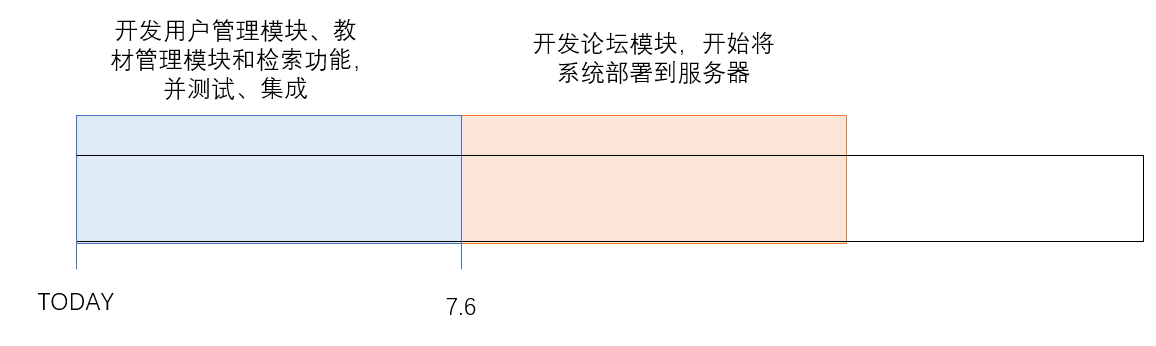 开发用户管理模块、教
材管理模块和检索功能，
并测试、集成
开发论坛模块，开始将
系统部署到服务器
TODAY
7.6